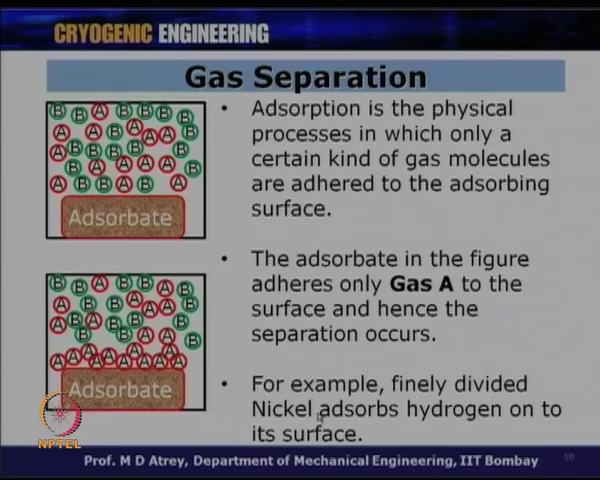 CRYOGENIC ENGINEERING
Gas Separation
• Adsorption is the physical
processes in which only a
certain kind of gas molecules
are adhered to the adsorbing
surface.
• The adsorbate in the figure
adheres only Gas A to the
surface and hence the
separation occurs.
• For example, finely divided
Nickel adsorbs hydrogen on to
its surface.
Adsorbate
Adsorbate
NPTEL
Prof. M D Atrey, Department of Mechanical Engineering, IIT Bombay
10